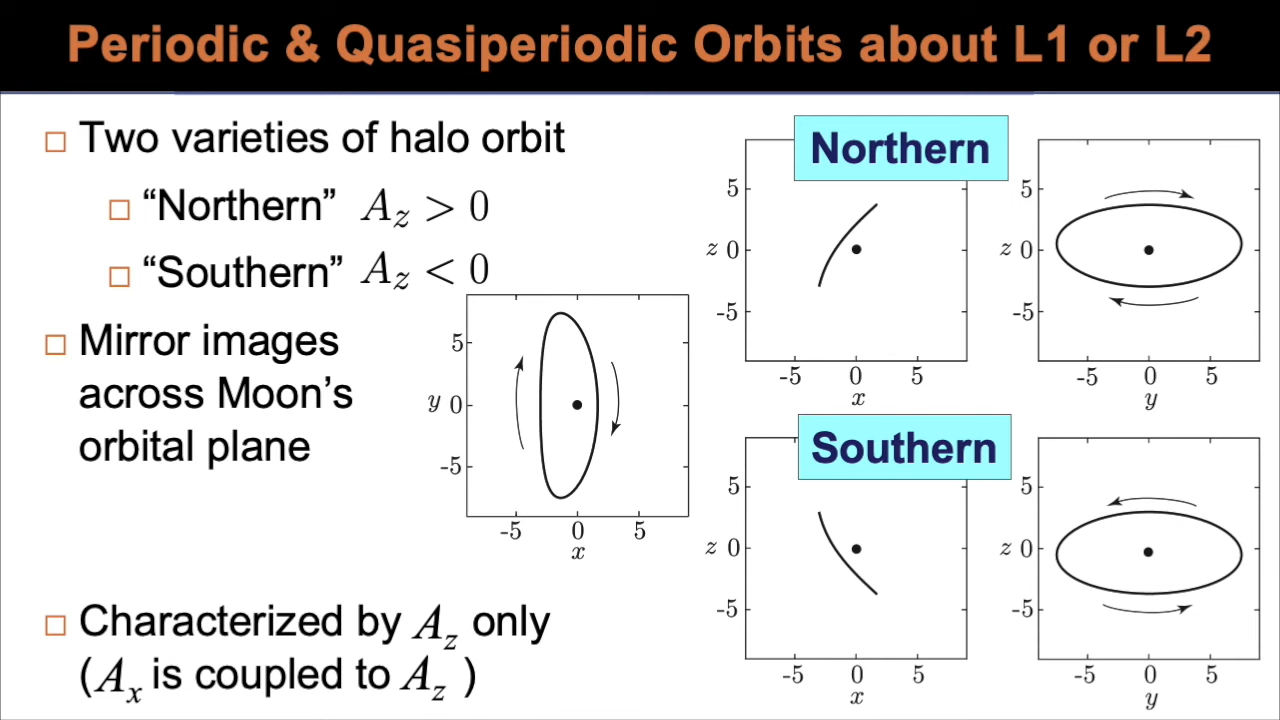 Periodic & Quasiperiodic Orbits about L1 or L2
Two varieties of halo orbit
“Northern” A_z > 0
“Southern” A_z < 0
Mirror images
across Moon’s
orbital plane
Characterized by A_z only
(A_x is coupled to A_z )
5
y 0
-5
-5 0 5
x
Northern
5
z 0
-5
-5 0 5
x
5
z 0
-5
-5 0 5
y
Southern
5
z 0
-5
-5 0 5
x
5
z 0
-5
-5 0 5
y